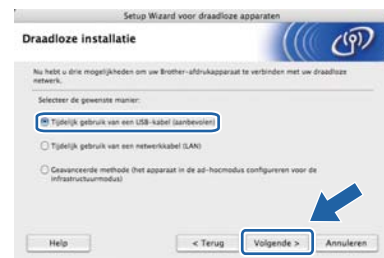 Setup Wizard voor draadloze apparaten
Draadloze installatie
Nu hebt u drie mogelijkheden om uw Brother-afdrukapparaat te verbinden met uw draadloze
netwerk.
Selecteer de gewenste manier:
Tijdelijk gebruik van een USB-kabel (aanbevolen)
Tijdelijk gebruik van een netwerkkabel (LAN)
Geavanceerde methode (het apparaat in de ad-hocmodus configureren voor de
infrastructuurmodus)
Help
< Terug
Volgende >
Annuleren